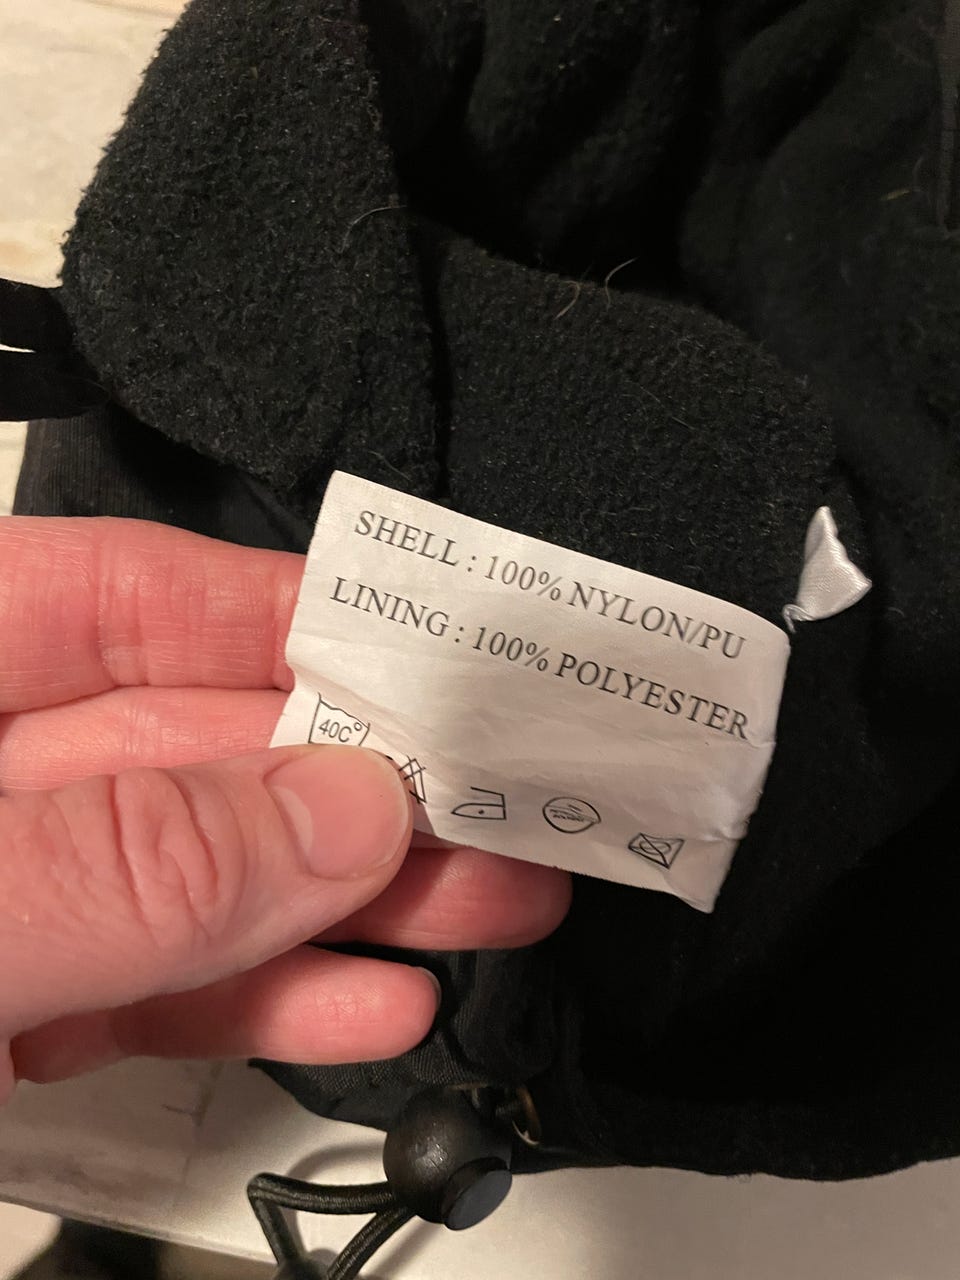 SHELL : 100% NYLON/PU
LINING : 100% POLYESTER
40C°